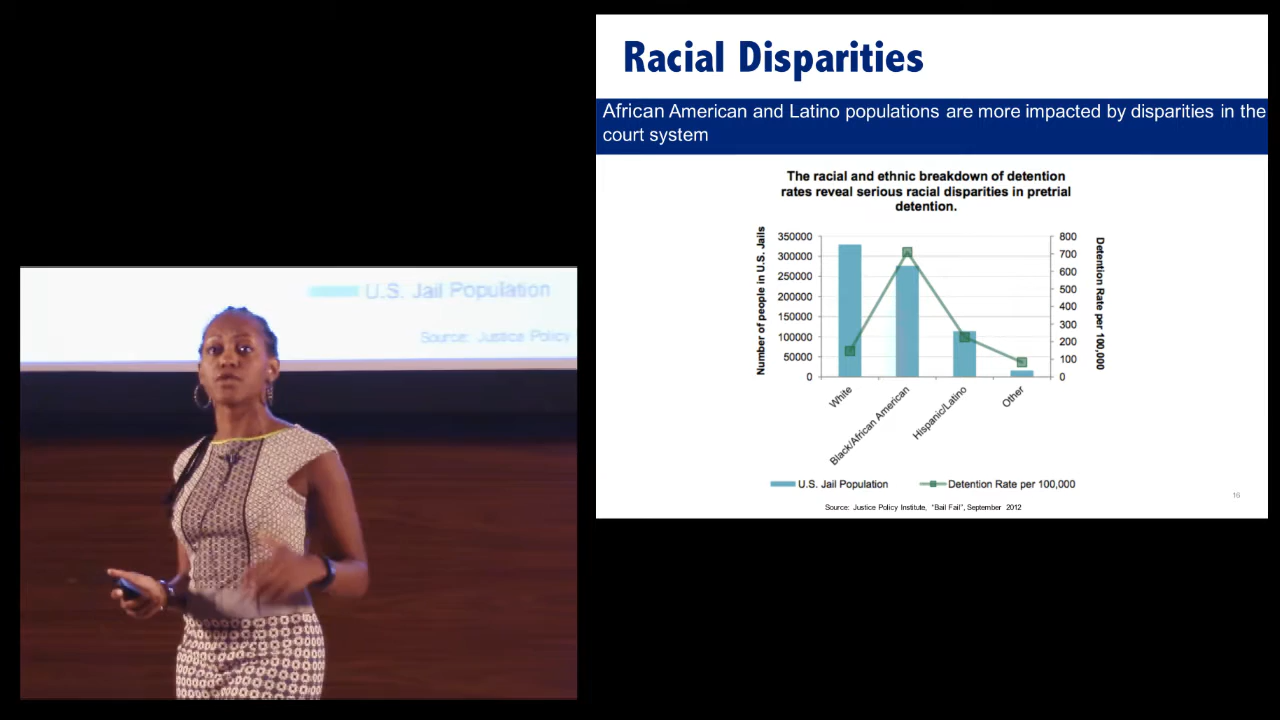 Racial Disparities
African American and Latino populations are more impacted by disparities in the
court system
The racial and ethnic breakdown of detention
rates reveal serious racial disparities in pretrial
detention.
Number of people in U.S. Jails
350000
300000
250000
200000
150000
100000
50000
0
800
700
600
500
400
300
200
100
0
Detention Rate per 100,000
White
Black/African American
Hispanic/Latino
Other
U.S. Jail Population
Detention Rate per 100,000
Source: Justice Policy Institute, "Bail Fail", September 2012
16
U.S. Jail Population
Source: Justice Policy